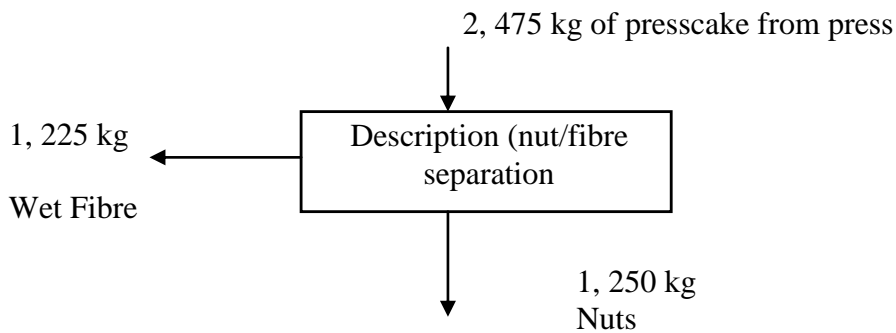 2, 475 kg of presscake from press
1, 225 kg
Description (nut/fibre
separation
Wet Fibre
1, 250 kg
Nuts